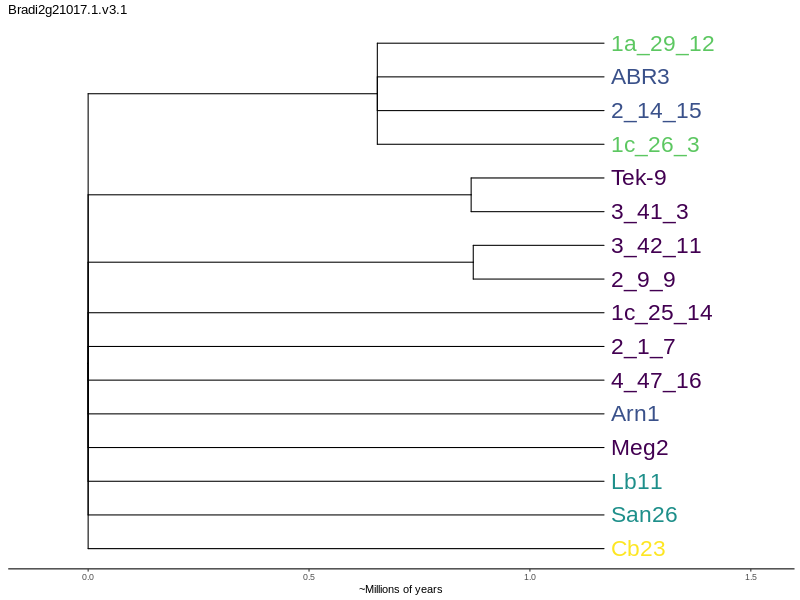 Bradi2g21017.1.v3.1
1a_29_12
ABR3
2_14_15
1c_26_3
Tek-9
3_41_3
3_42_11
2_9_9
1c_25_14
2_1_7
4_47_16
Arn1
Meg2
Lb11
San26
Cb23
0.0 0.5 1.0 1.5
~Millions of years